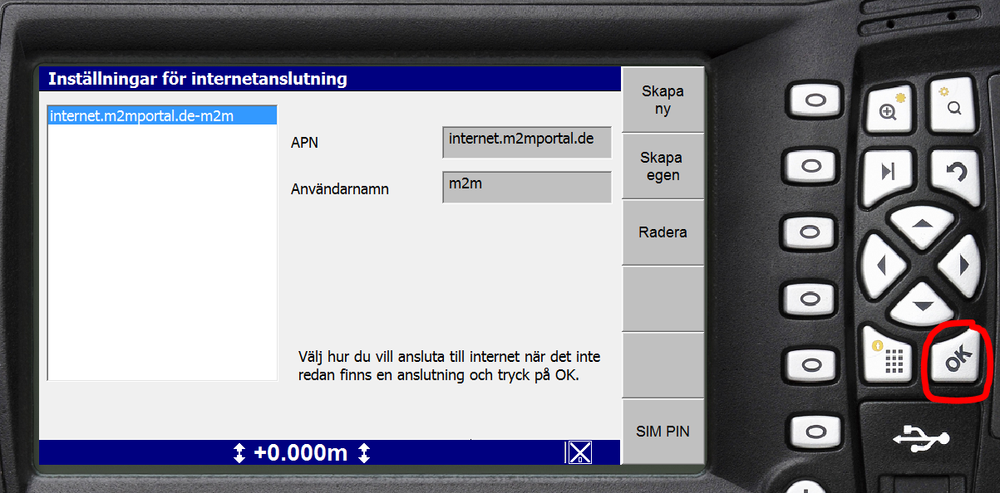 Inställningar för internetanslutning
internet.m2mportal.de-m2m
APN
internet.m2mportal.de
Användarnamn
m2m
Välj hur du vill ansluta till internet när det inte
redan finns en anslutning och tryck på OK.
+0.000m
Skapa
ny
Skapa
egen
Radera
SIM PIN
OK